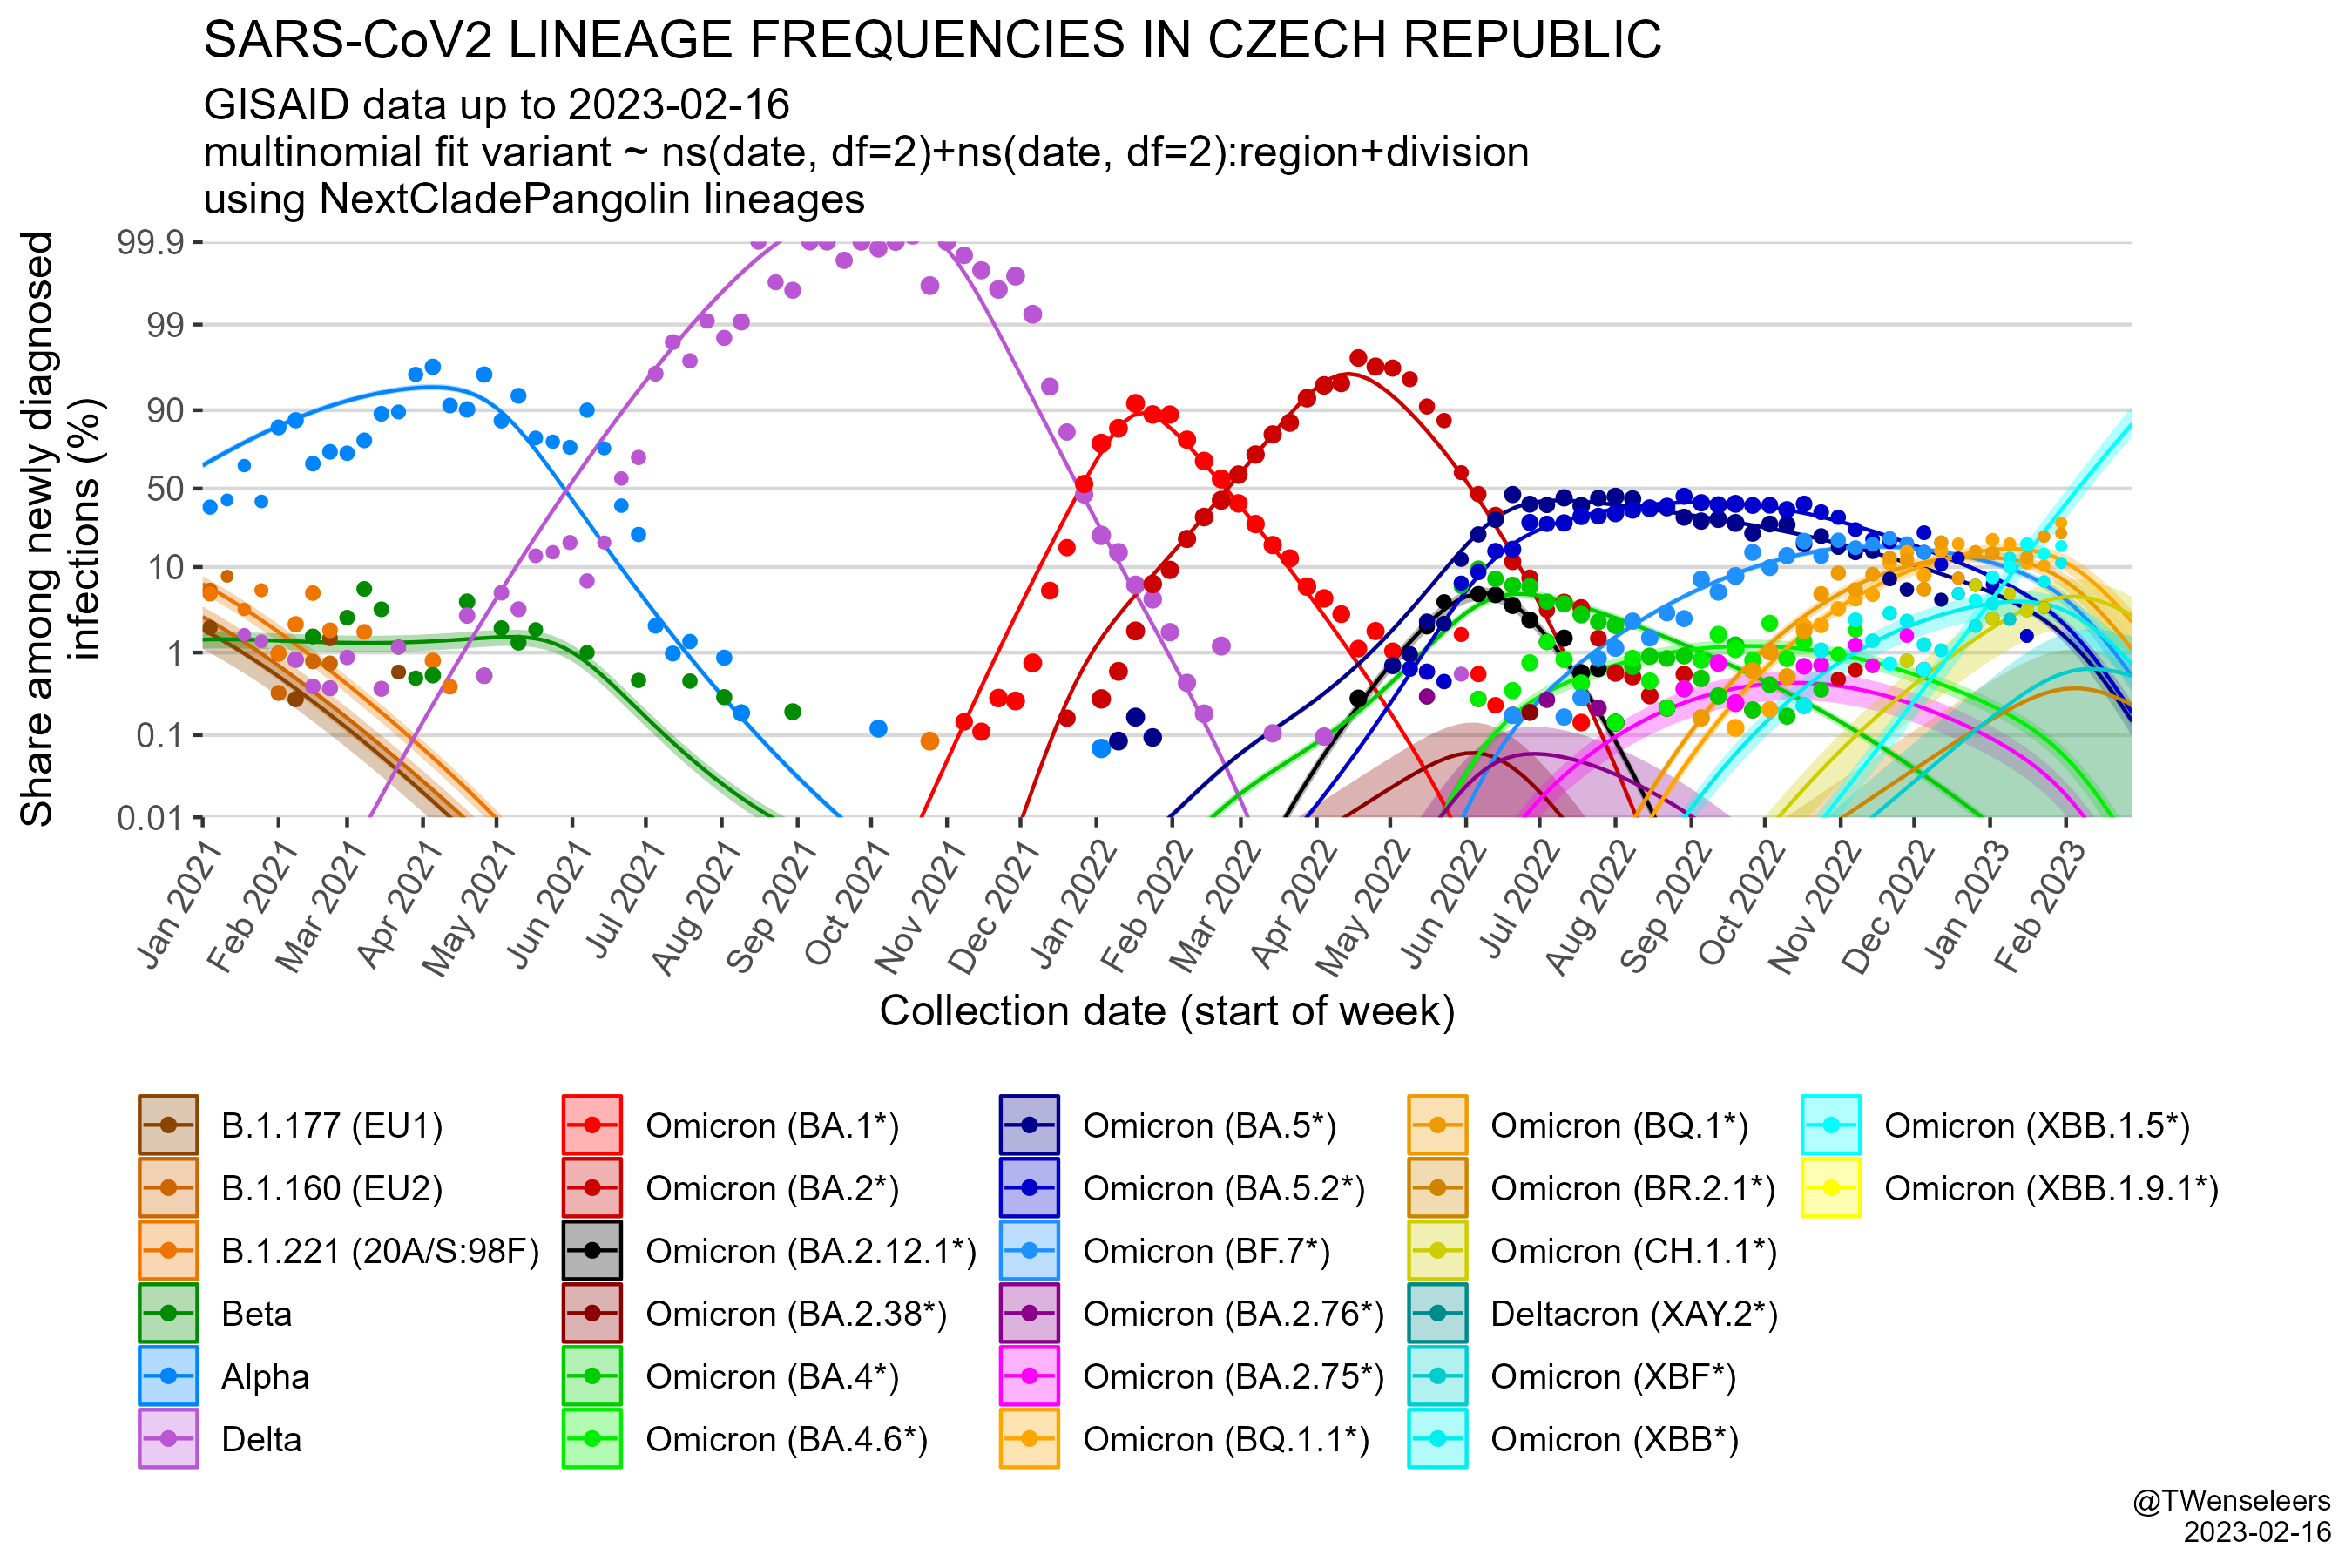 SARS-CoV2 LINEAGE FREQUENCIES IN CZECH REPUBLIC
GISAID data up to 2023-02-16
multinomial fit variant ~ ns(date, df=2)+ns(date, df=2):region+division
using NextCladePangolin lineages
Share among newly diagnosed
infections (%)
99.9
99
90
50
10
1
0.1
0.01
Jan 2021
Feb 2021
Mar 2021
Apr 2021
May 2021
Jun 2021
Jul 2021
Aug 2021
Sep 2021
Oct 2021
Nov 2021
Dec 2021
Jan 2022
Feb 2022
Mar 2022
Apr 2022
May 2022
Jun 2022
Jul 2022
Aug 2022
Sep 2022
Oct 2022
Nov 2022
Dec 2022
Jan 2023
Feb 2023
Collection date (start of week)
B.1.177 (EU1)
B.1.160 (EU2)
B.1.221 (20A/S:98F)
Beta
Alpha
Delta
Omicron (BA.1*)
Omicron (BA.2*)
Omicron (BA.2.12.1*)
Omicron (BA.2.38*)
Omicron (BA.4*)
Omicron (BA.4.6*)
Omicron (BA.5*)
Omicron (BA.5.2*)
Omicron (BF.7*)
Omicron (BA.2.76*)
Omicron (BA.2.75*)
Omicron (BQ.1.1*)
Omicron (BQ.1*)
Omicron (BR.2.1*)
Omicron (CH.1.1*)
Deltacron (XAY.2*)
Omicron (XBF*)
Omicron (XBB*)
Omicron (XBB.1.5*)
Omicron (XBB.1.9.1*)
@TWenseleers
2023-02-16